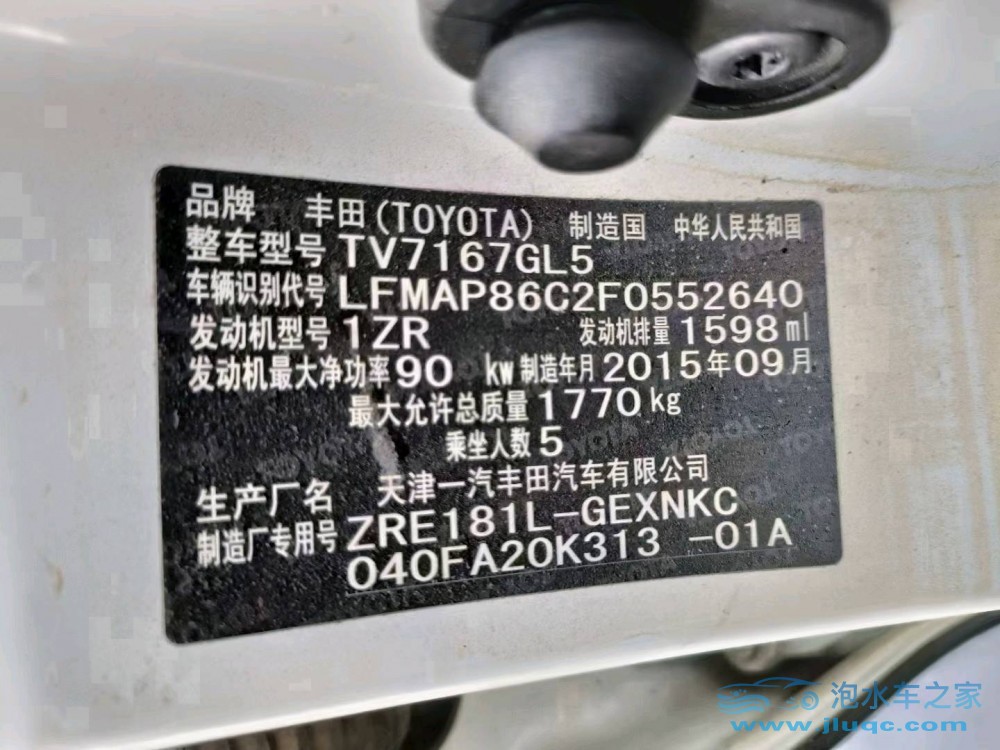 品牌 丰田(TOYOTA) 制造国 中华人民共和国
整车型号 TV7167GL5
车辆识别代号 LFMAP86C2F0552640
发动机型号 1ZR 发动机排量 1598 ml
发动机最大净功率 90 kw 制造年月 2015年09月
最大允许总质量 1770 kg
乘坐人数 5
生产厂名 天津一汽丰田汽车有限公司
制造厂专用号 ZRE181L-GEXNKC
040FA20K313 -01A
泡水车之家
www.jluqc.com